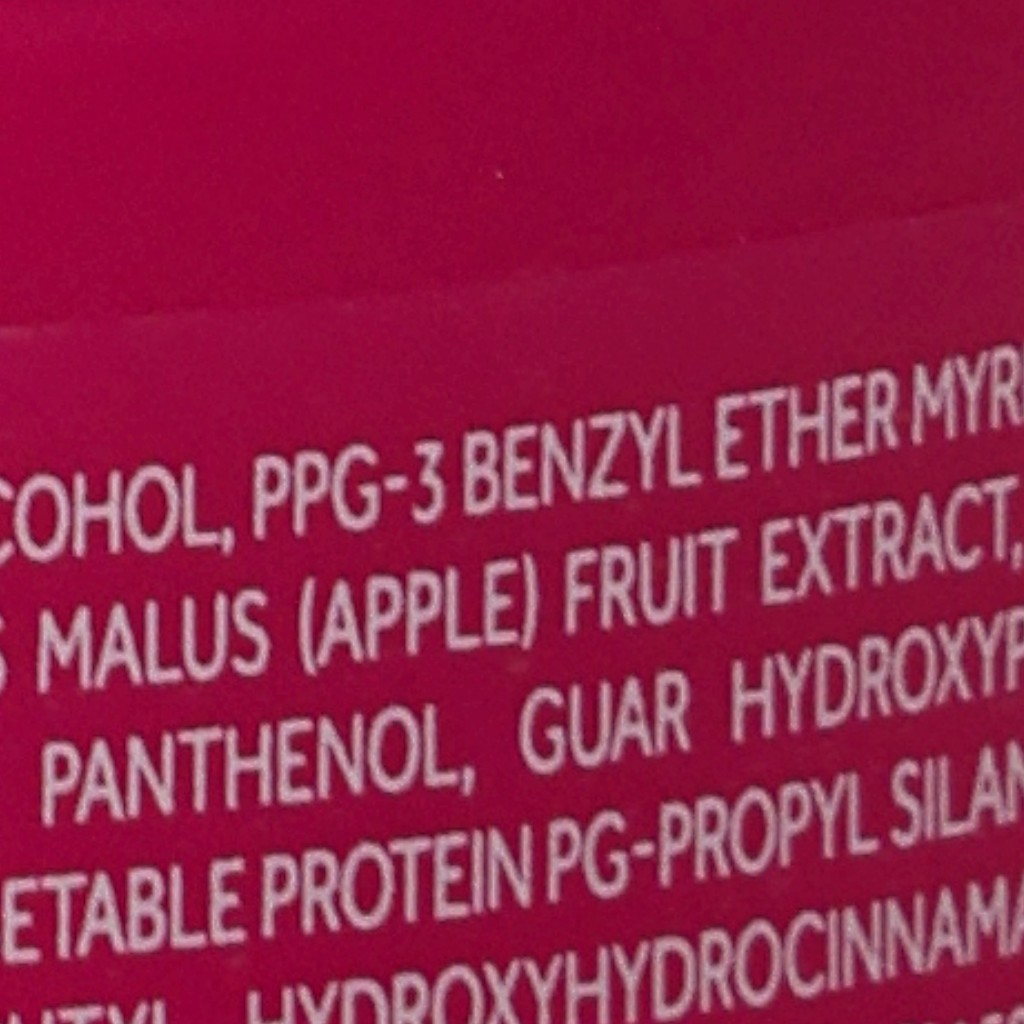 COHOL, PPG-3 BENZYL ETHER MYR
S MALUS (APPLE) FRUIT EXTRACT,
PANTHENOL, GUAR HYDROXYP
ETABLE PROTEIN PG-PROPYL SILAN
UTYL HYDROXYHYDROCINNAMA